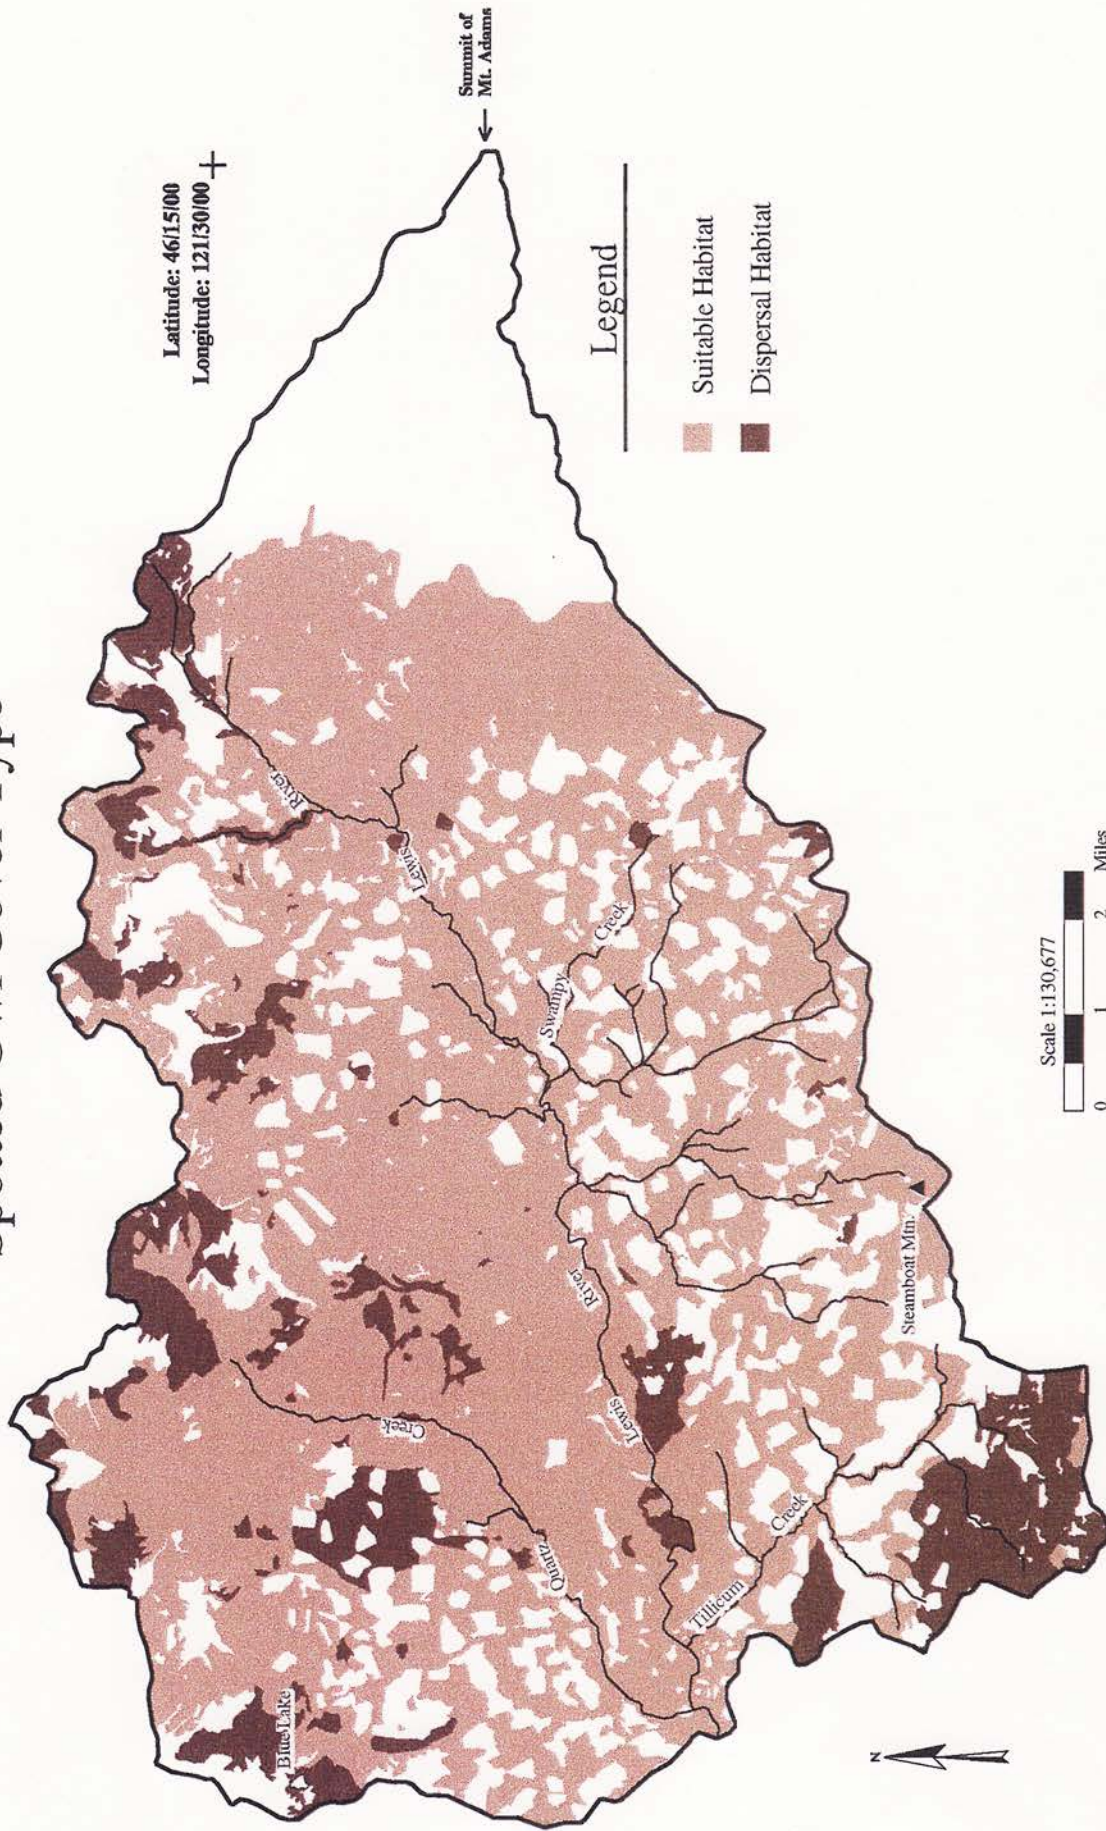 Latitude: 46/15/00
Longitude: 121/30/00
Summit of
Mt. Adams
Blue Lake
River
Lewis
Creek
Quartz
Swampy
Creek
River
Lewis
Tillicum
Creek
Steamboat Mtn.
Legend
Suitable Habitat
Dispersal Habitat
N
Scale 1:130,677
0 1 2 Miles